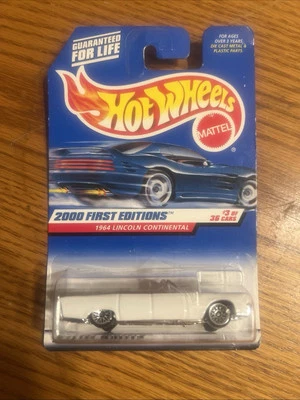 GUARANTEED
FOR LIFE
FOR AGES
OVER 3 YEARS,
DIE CAST METAL &
PLASTIC PARTS.
Hot Wheels
MATTEL
2000 FIRST EDITIONS™
#3 OF
36 CARS
1964 LINCOLN CONTINENTAL